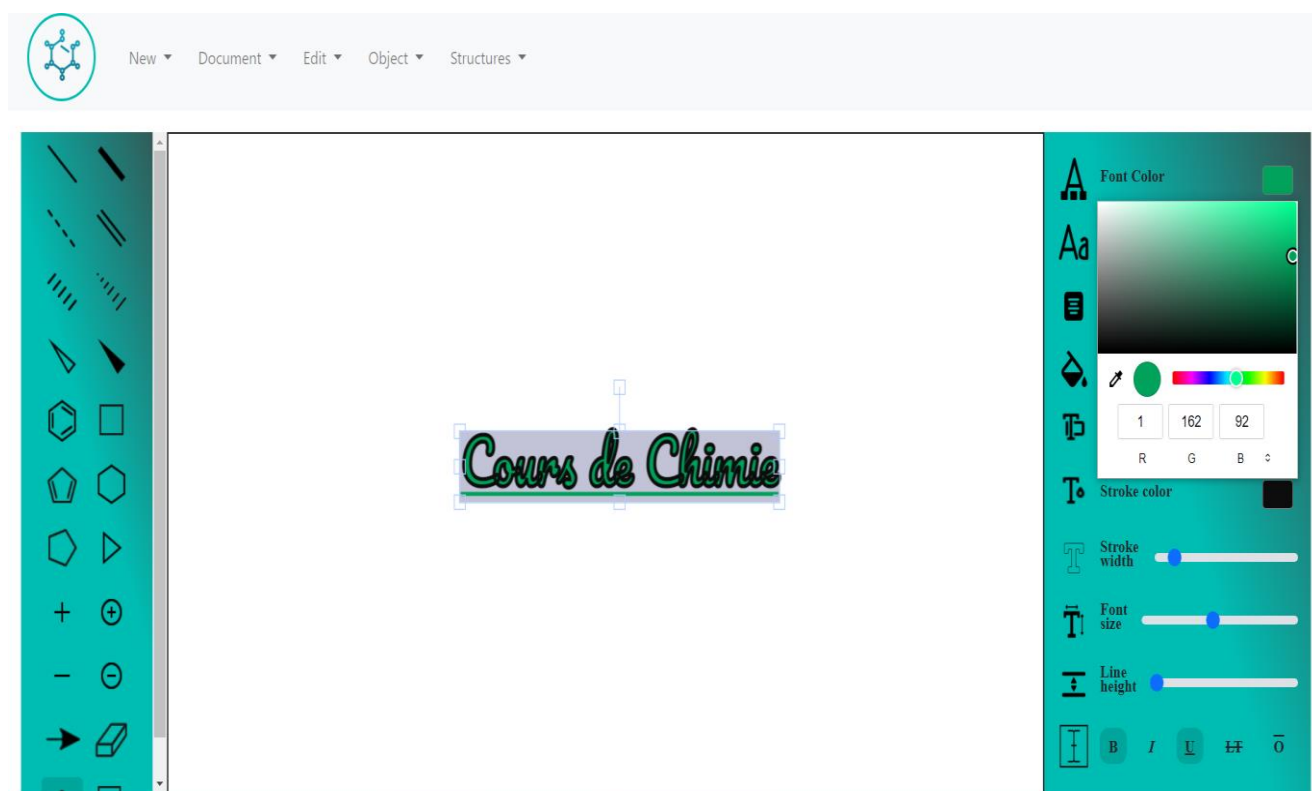 New Document Edit Object Structures
Font Color
Aa
Cours de Chimie
1 162 92
R G B
Stroke color
Stroke width
Font size
Line height
B I U LT O